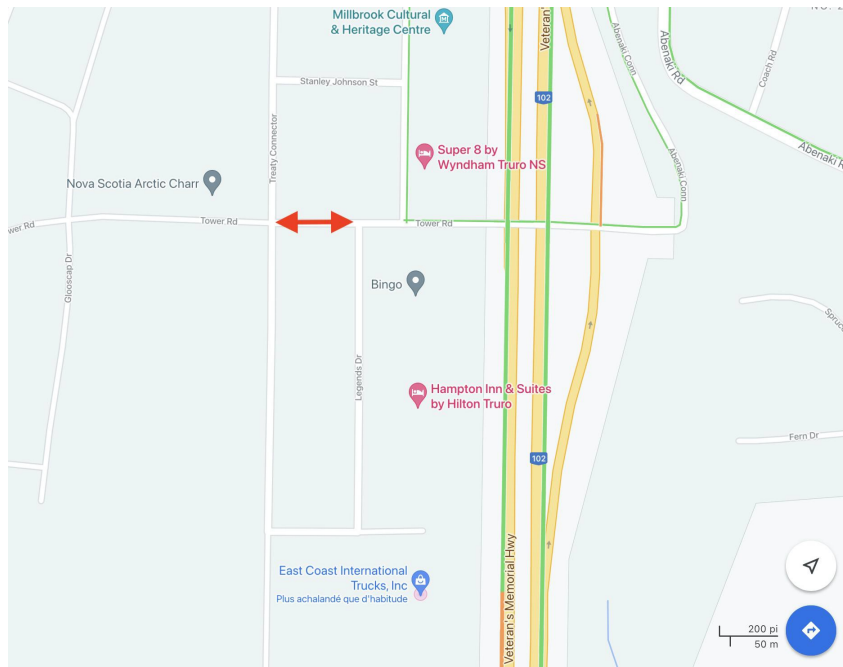 Millbrook Cultural
& Heritage Centre
Stanley Johnson St
Treaty Connector
Veteran's
102
Abenaki Conn
Abenaki Rd
Coach Rd
Abenaki R
Abenaki Conn
Super 8 by
Wyndham Truro NS
Nova Scotia Arctic Charr
wer Rd
Tower Rd
Tower Rd
Glooscap Dr
Bingo
Legends Dr
Spruc
Hampton Inn & Suites
by Hilton Truro
Fern Dr
102
East Coast International
Trucks, Inc
Plus achalandé que d'habitude
Veteran's Memorial Hwy
200 pi
50 m